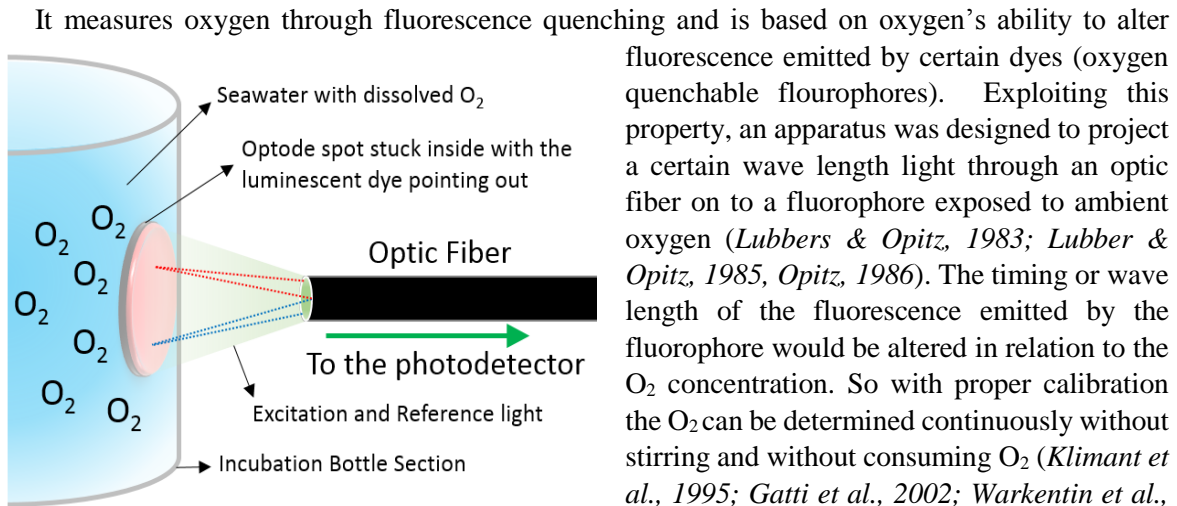 It measures oxygen through fluorescence quenching and is based on oxygen’s ability to alter
fluorescence emitted by certain dyes (oxygen
quenchable flourophores). Exploiting this
property, an apparatus was designed to project
a certain wave length light through an optic
fiber on to a fluorophore exposed to ambient
oxygen (Lubbers & Opitz, 1983; Lubber &
Opitz, 1985, Opitz, 1986). The timing or wave
length of the fluorescence emitted by the
fluorophore would be altered in relation to the
O2 concentration. So with proper calibration
the O2 can be determined continuously without
stirring and without consuming O2 (Klimant et
al., 1995; Gatti et al., 2002; Warkentin et al.,
Seawater with dissolved O2
Optode spot stuck inside with the
luminescent dye pointing out
O2
O2
O2
O2
O2
O2
O2
Optic Fiber
To the photodetector
Excitation and Reference light
Incubation Bottle Section